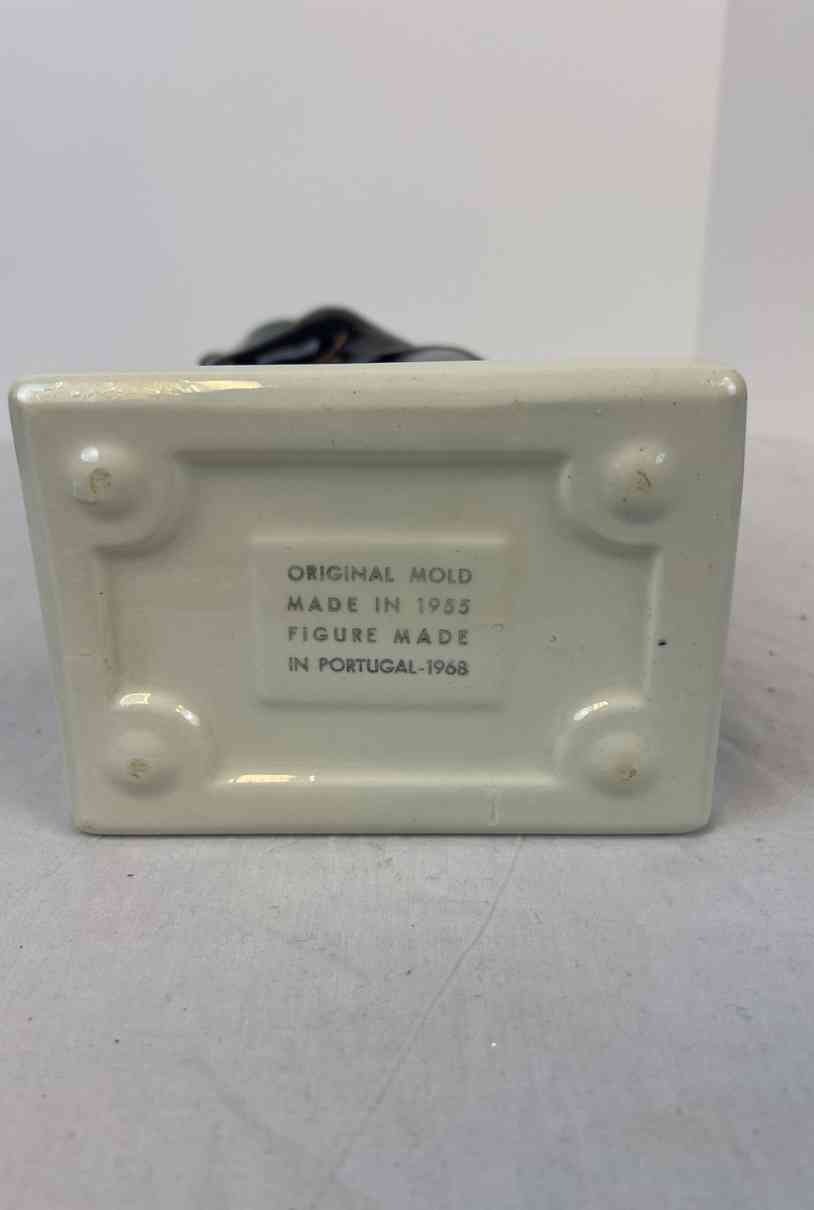 ORIGINAL MOLD
MADE IN 1955
FIGURE MADE
IN PORTUGAL-1968